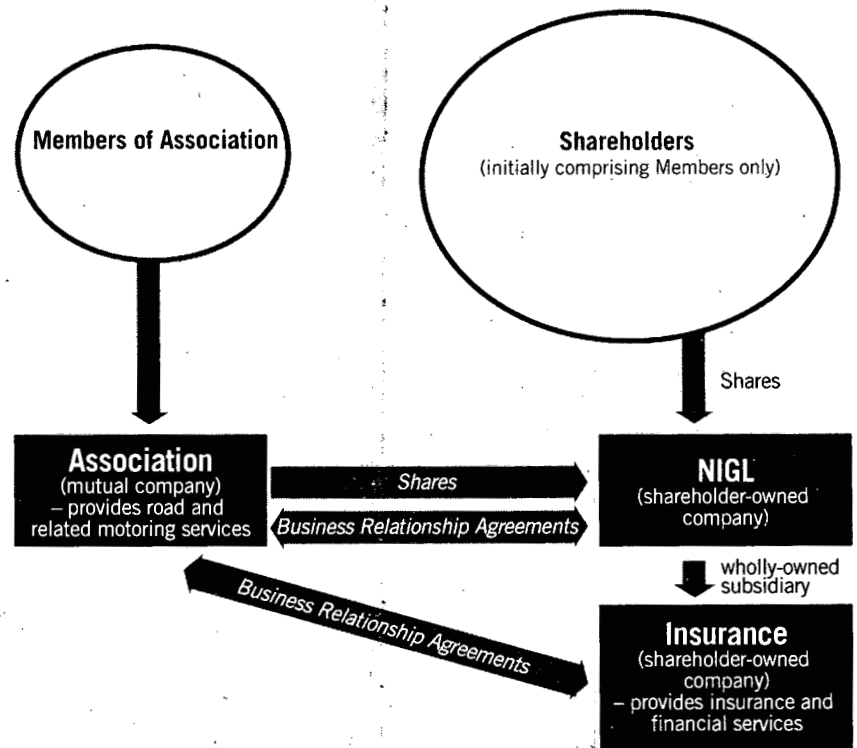 Members of Association
Shareholders
(initially comprising Members only)
Shares
Association
(mutual company)
– provides road and
related motoring services
Shares
Business Relationship Agreements
NIGL
(shareholder-owned
company)
wholly-owned
subsidiary
Business Relationship Agreements
Insurance
(shareholder-owned
company)
– provides insurance and
financial services